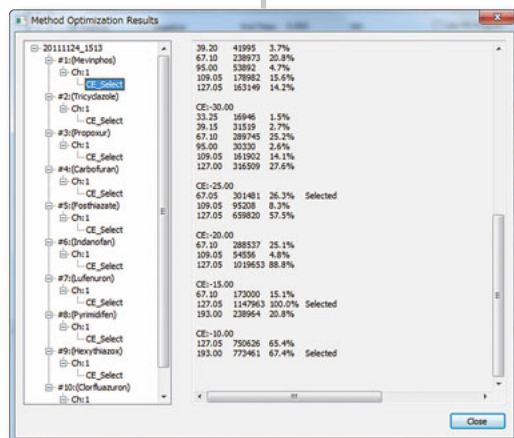 Method Optimization Results
20111124_1513
#1:(Mevinphos)
Ch:1
CE_Select
#2:(Tricydazole)
Ch:1
CE_Select
#3:(Propoxur)
Ch:1
CE_Select
#4:(Carbofuran)
Ch:1
CE_Select
#5:(Fosthiazate)
Ch:1
CE_Select
#6:(Indanofan)
Ch:1
CE_Select
#7:(Lufenuron)
Ch:1
CE_Select
#8:(Pyrimidifen)
Ch:1
CE_Select
#9:(Hexythiazox)
Ch:1
CE_Select
#10:(Clorfluazuron)
Ch:1
39.20 41995 3.7%
67.10 238973 20.8%
95.00 53892 4.7%
109.05 178982 15.6%
127.05 163149 14.2%
CE:-30.00
33.25 16946 1.5%
39.15 31519 2.7%
67.10 289745 25.2%
95.00 30330 2.6%
109.05 161902 14.1%
127.00 316509 27.6%
CE:-25.00
67.05 301481 26.3% Selected
109.05 95208 8.3%
127.05 659820 57.5%
CE:-20.00
67.10 288537 25.1%
109.05 54556 4.8%
127.05 1019653 88.8%
CE:-15.00
67.10 173000 15.1%
127.05 1147963 100.0% Selected
193.00 238964 20.8%
CE:-10.00
127.05 750626 65.4%
193.00 773461 67.4% Selected
Close